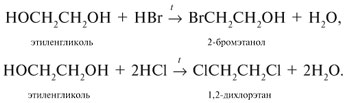 HOCH₂CH₂OH + HBr →ᵗ BrCH₂CH₂OH + H₂O,
этиленгликоль 2-бромэтанол
HOCH₂CH₂OH + 2HCl →ᵗ ClCH₂CH₂Cl + 2H₂O.
этиленгликоль 1,2-дихлорэтан